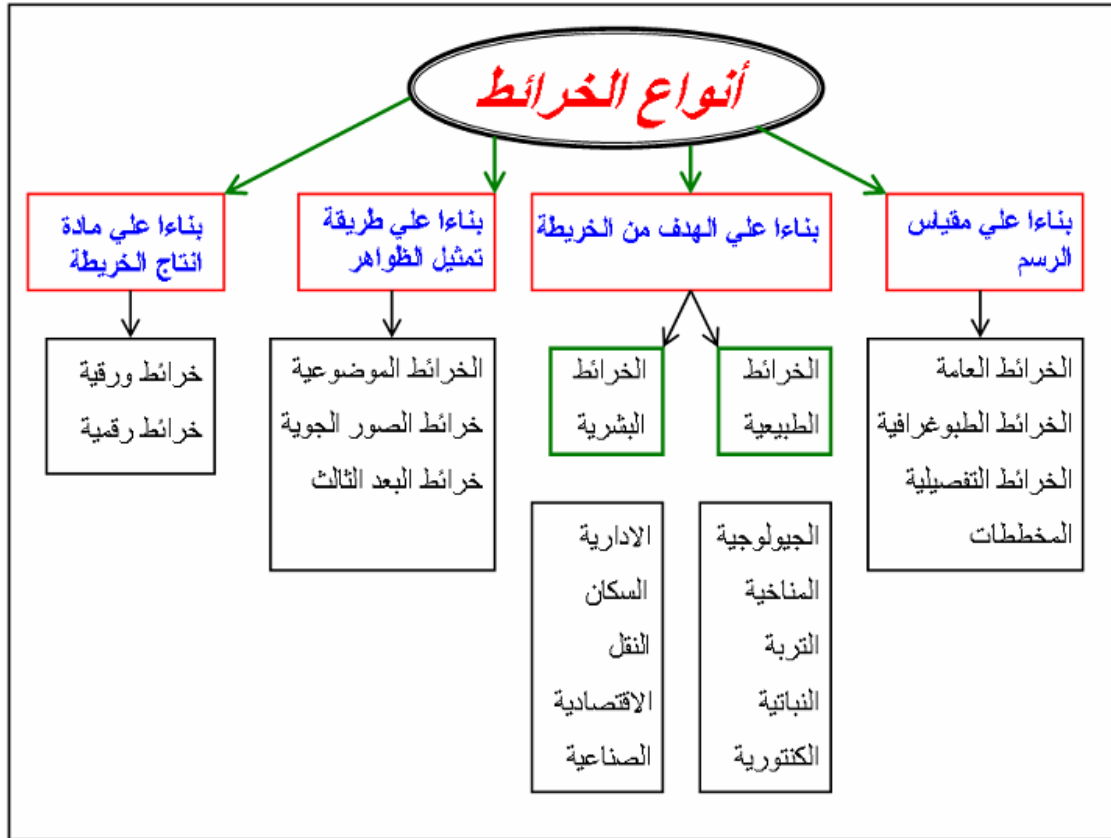 أنواع الخرائط
بناءا علي مقياس
الرسم
بناءا علي الهدف من الخريطة
بناءا علي طريقة
تمثيل الظواهر
بناءا علي مادة
انتاج الخريطة
الخرائط العامة
الخرائط الطبوغرافية
الخرائط التفصيلية
المخططات
الخرائط
الطبيعية
الخرائط
البشرية
الجيولوجية
المناخية
التربة
النباتية
الكنتورية
الادارية
السكان
النقل
الاقتصادية
الصناعية
الخرائط الموضوعية
خرائط الصور الجوية
خرائط البعد الثالث
خرائط ورقية
خرائط رقمية